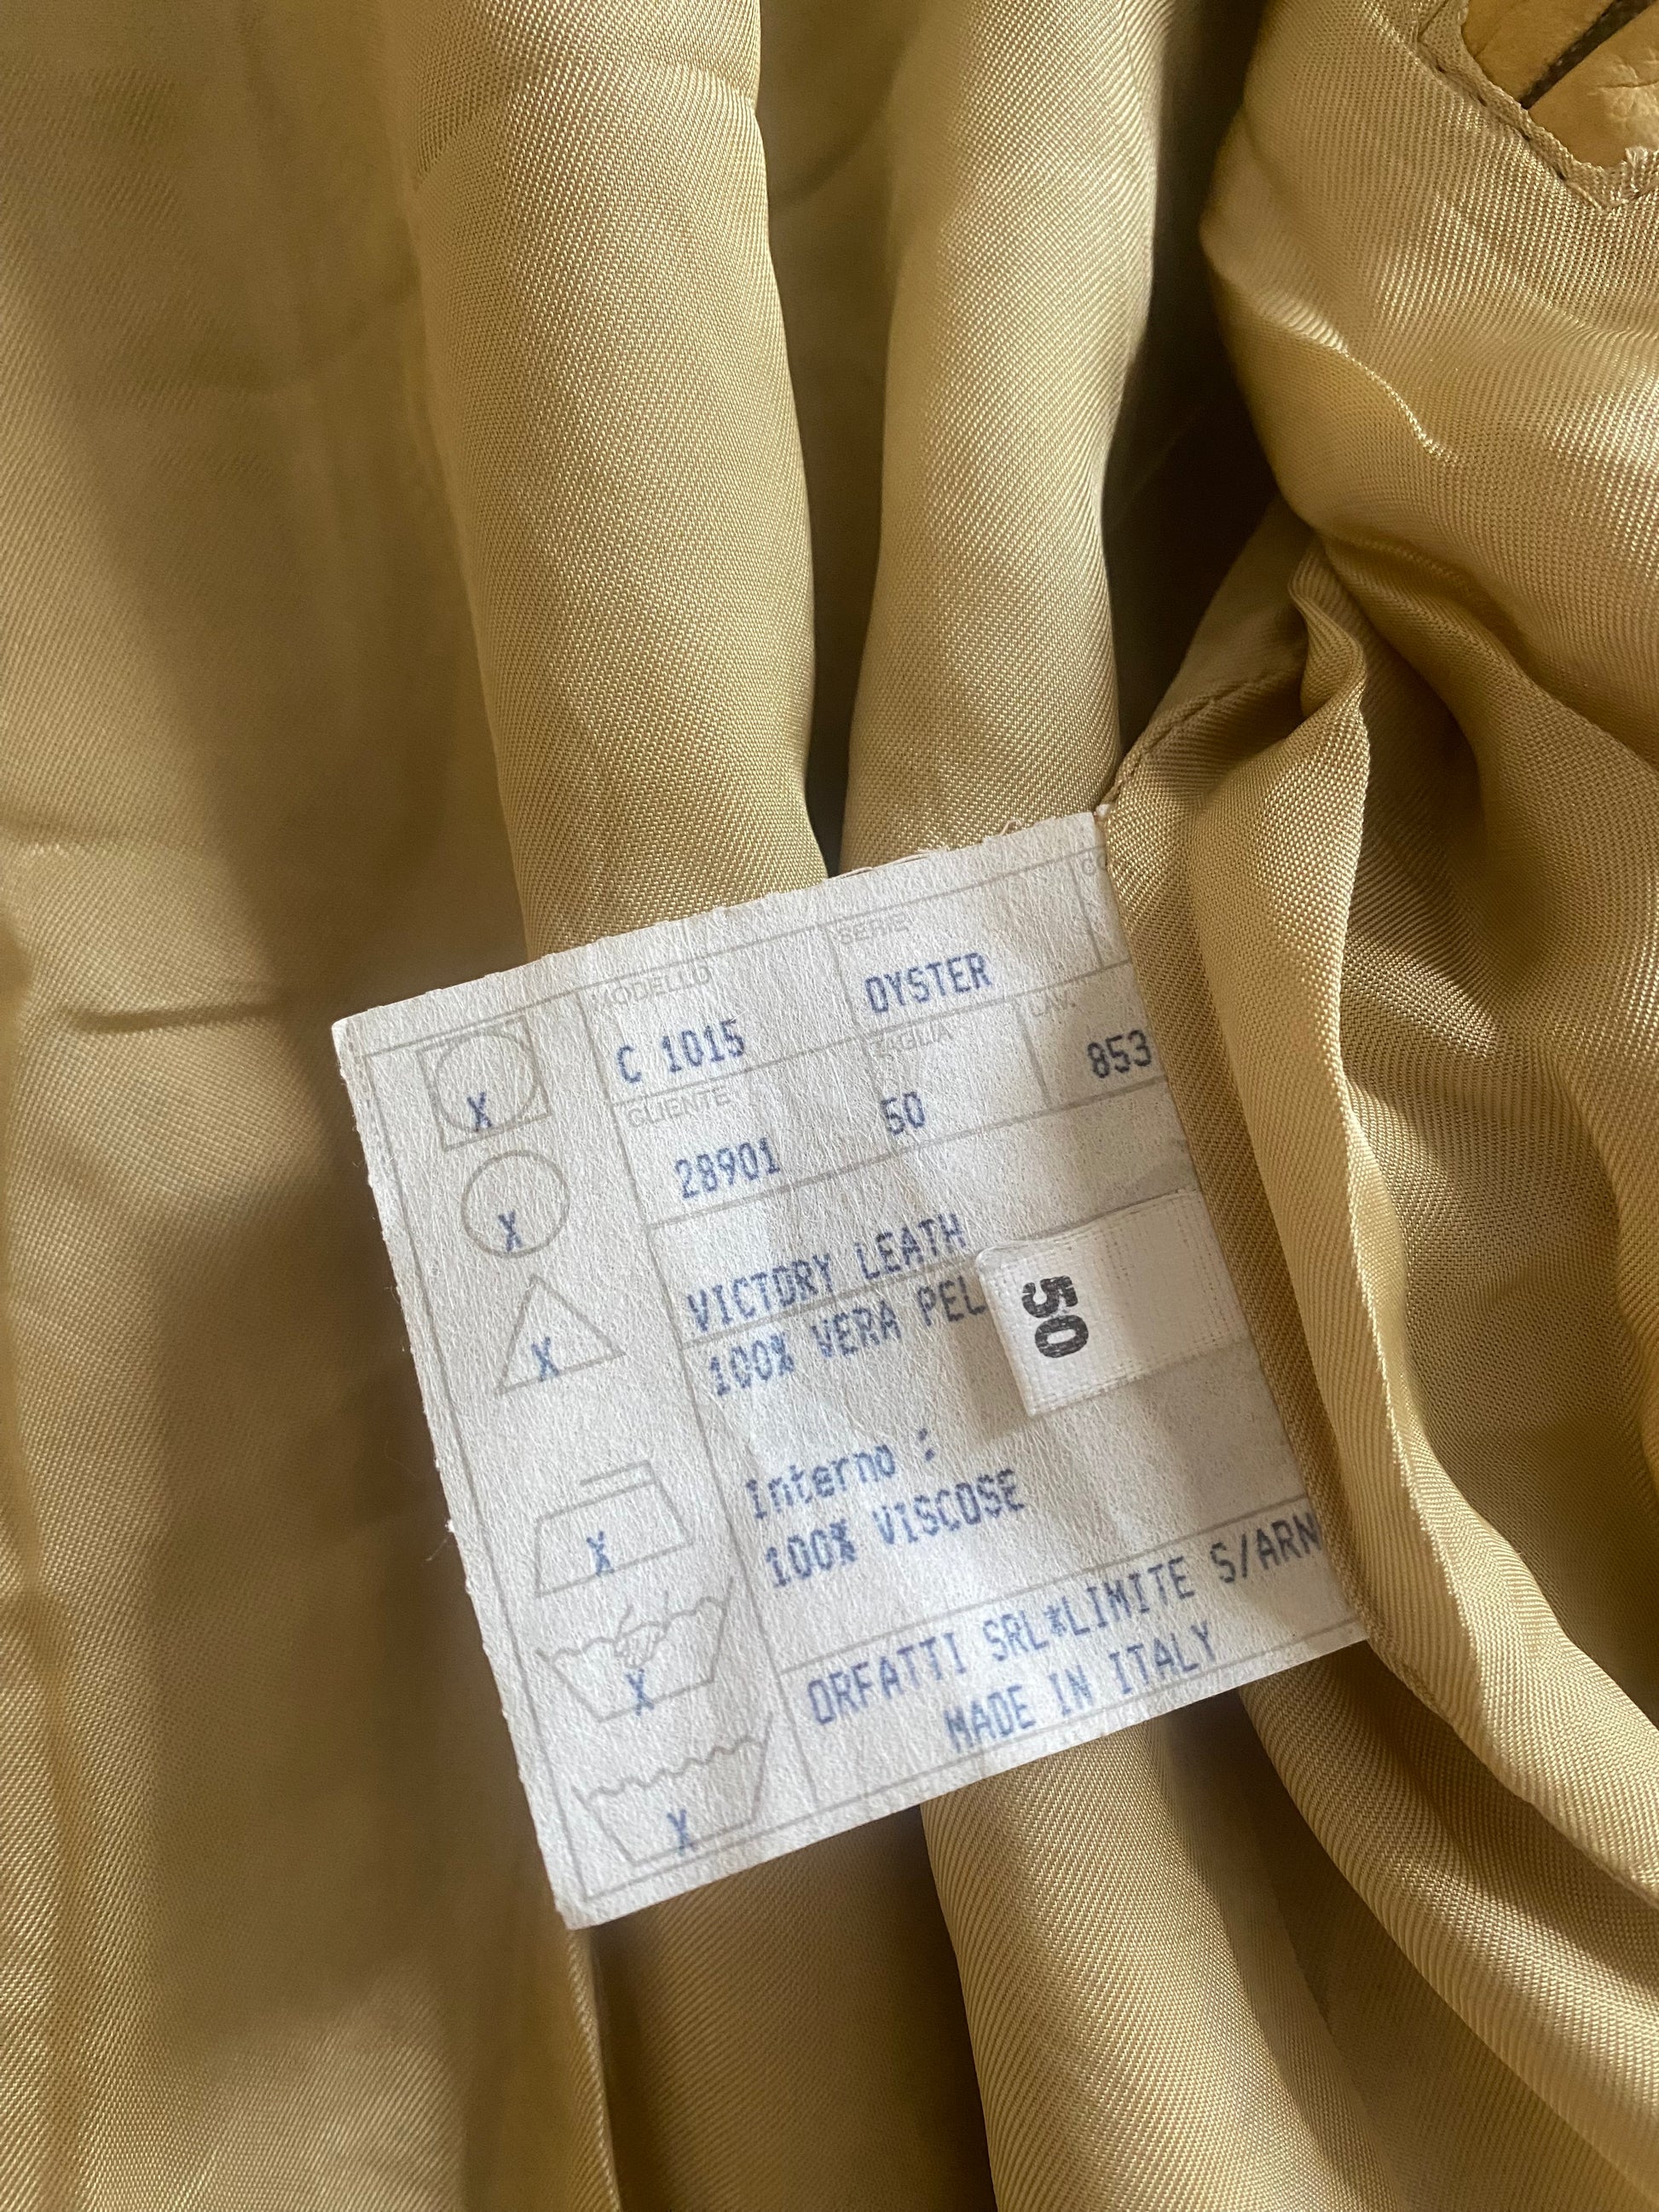 MODELLO SERIE
C 1015 OYSTER
CLIENTE TAGLIA LAV.
28901 50 853
VICTORY LEATH
100% VERA PEL
50
Interno :
100% VISCOSE
ORFATTI SRL*LIMITE S/ARN
MADE IN ITALY
X
X
X
X
X
X